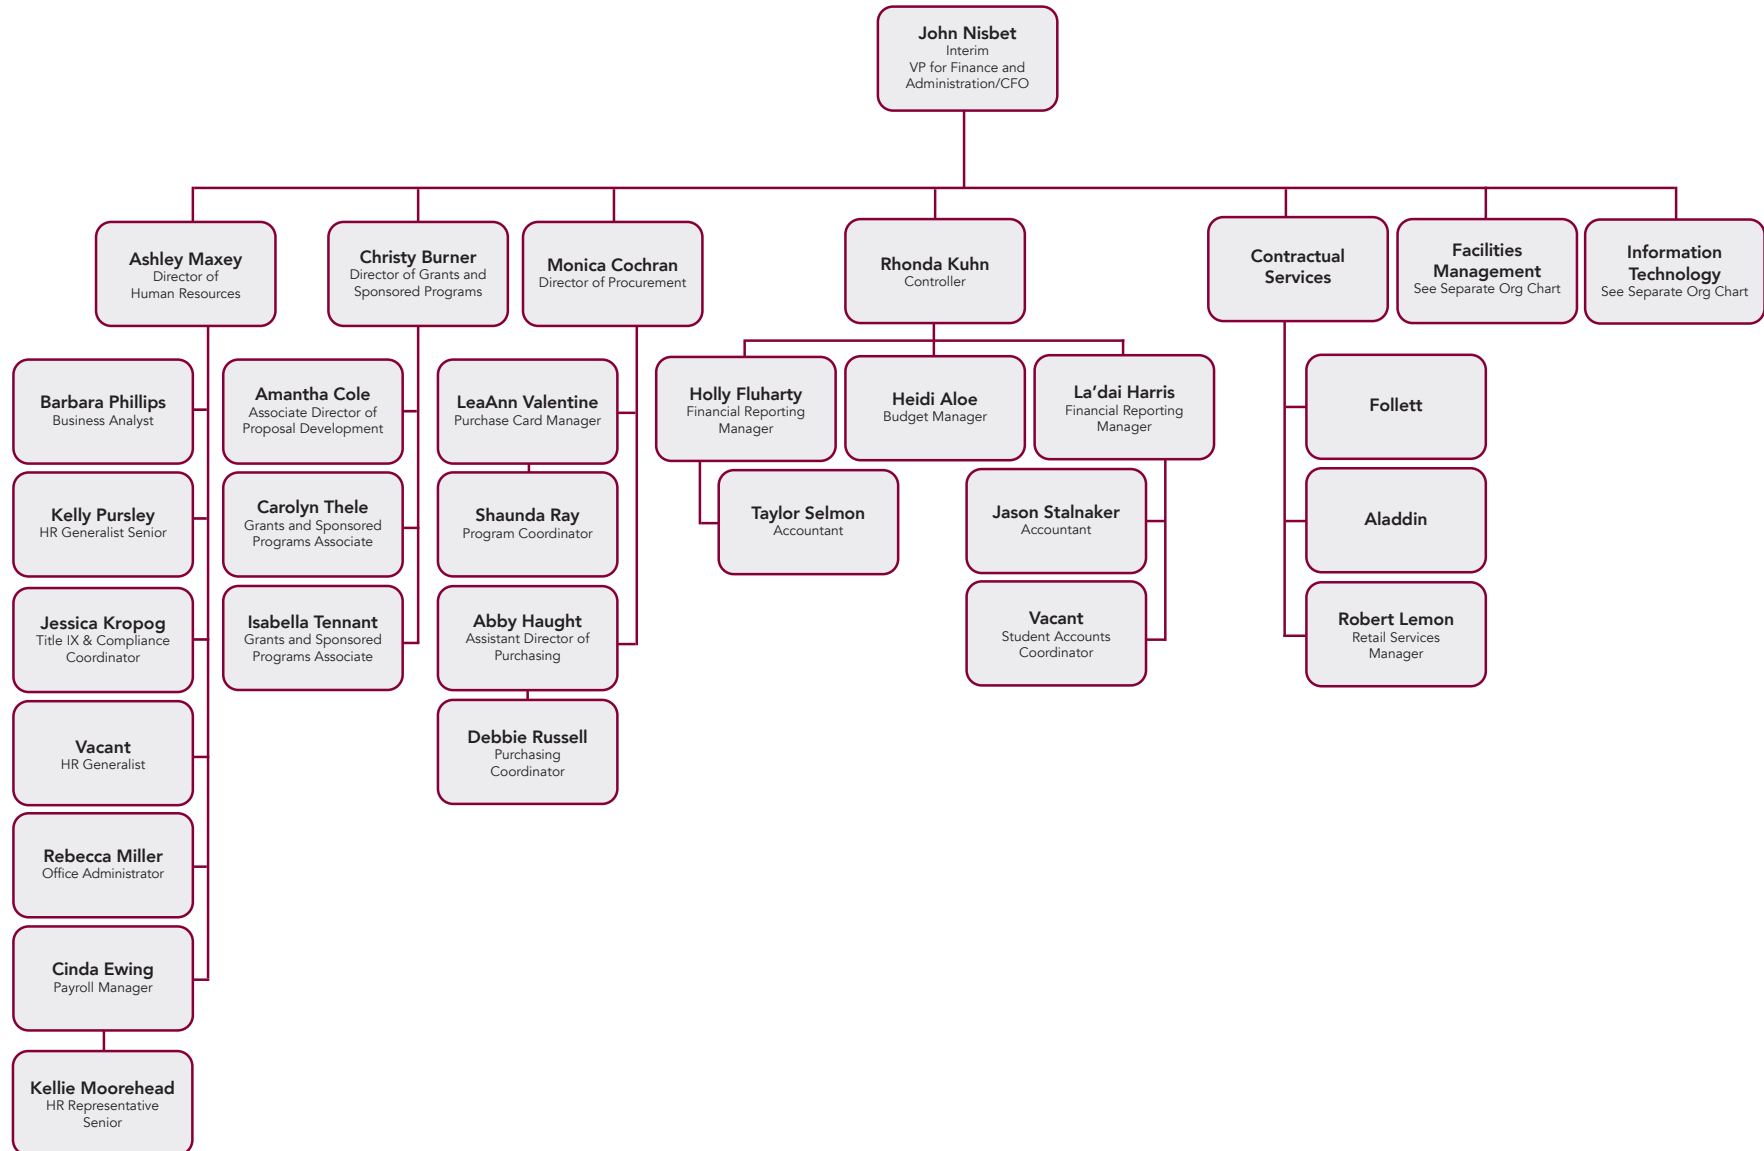 John Nisbet
Interim
VP for Finance and
Administration/CFO
Ashley Maxey
Director of
Human Resources
Christy Burner
Director of Grants and
Sponsored Programs
Monica Cochran
Director of Procurement
Rhonda Kuhn
Controller
Contractual
Services
Facilities
Management
See Separate Org Chart
Information
Technology
See Separate Org Chart
Barbara Phillips
Business Analyst
Kelly Pursley
HR Generalist Senior
Jessica Kropog
Title IX & Compliance
Coordinator
Vacant
HR Generalist
Rebecca Miller
Office Administrator
Cinda Ewing
Payroll Manager
Kellie Moorehead
HR Representative
Senior
Amantha Cole
Associate Director of
Proposal Development
Carolyn Thele
Grants and Sponsored
Programs Associate
Isabella Tennant
Grants and Sponsored
Programs Associate
LeaAnn Valentine
Purchase Card Manager
Shaunda Ray
Program Coordinator
Abby Haught
Assistant Director of
Purchasing
Debbie Russell
Purchasing
Coordinator
Holly Fluharty
Financial Reporting
Manager
Taylor Selmon
Accountant
Heidi Aloe
Budget Manager
La’dai Harris
Financial Reporting
Manager
Jason Stalnaker
Accountant
Vacant
Student Accounts
Coordinator
Follett
Aladdin
Robert Lemon
Retail Services
Manager